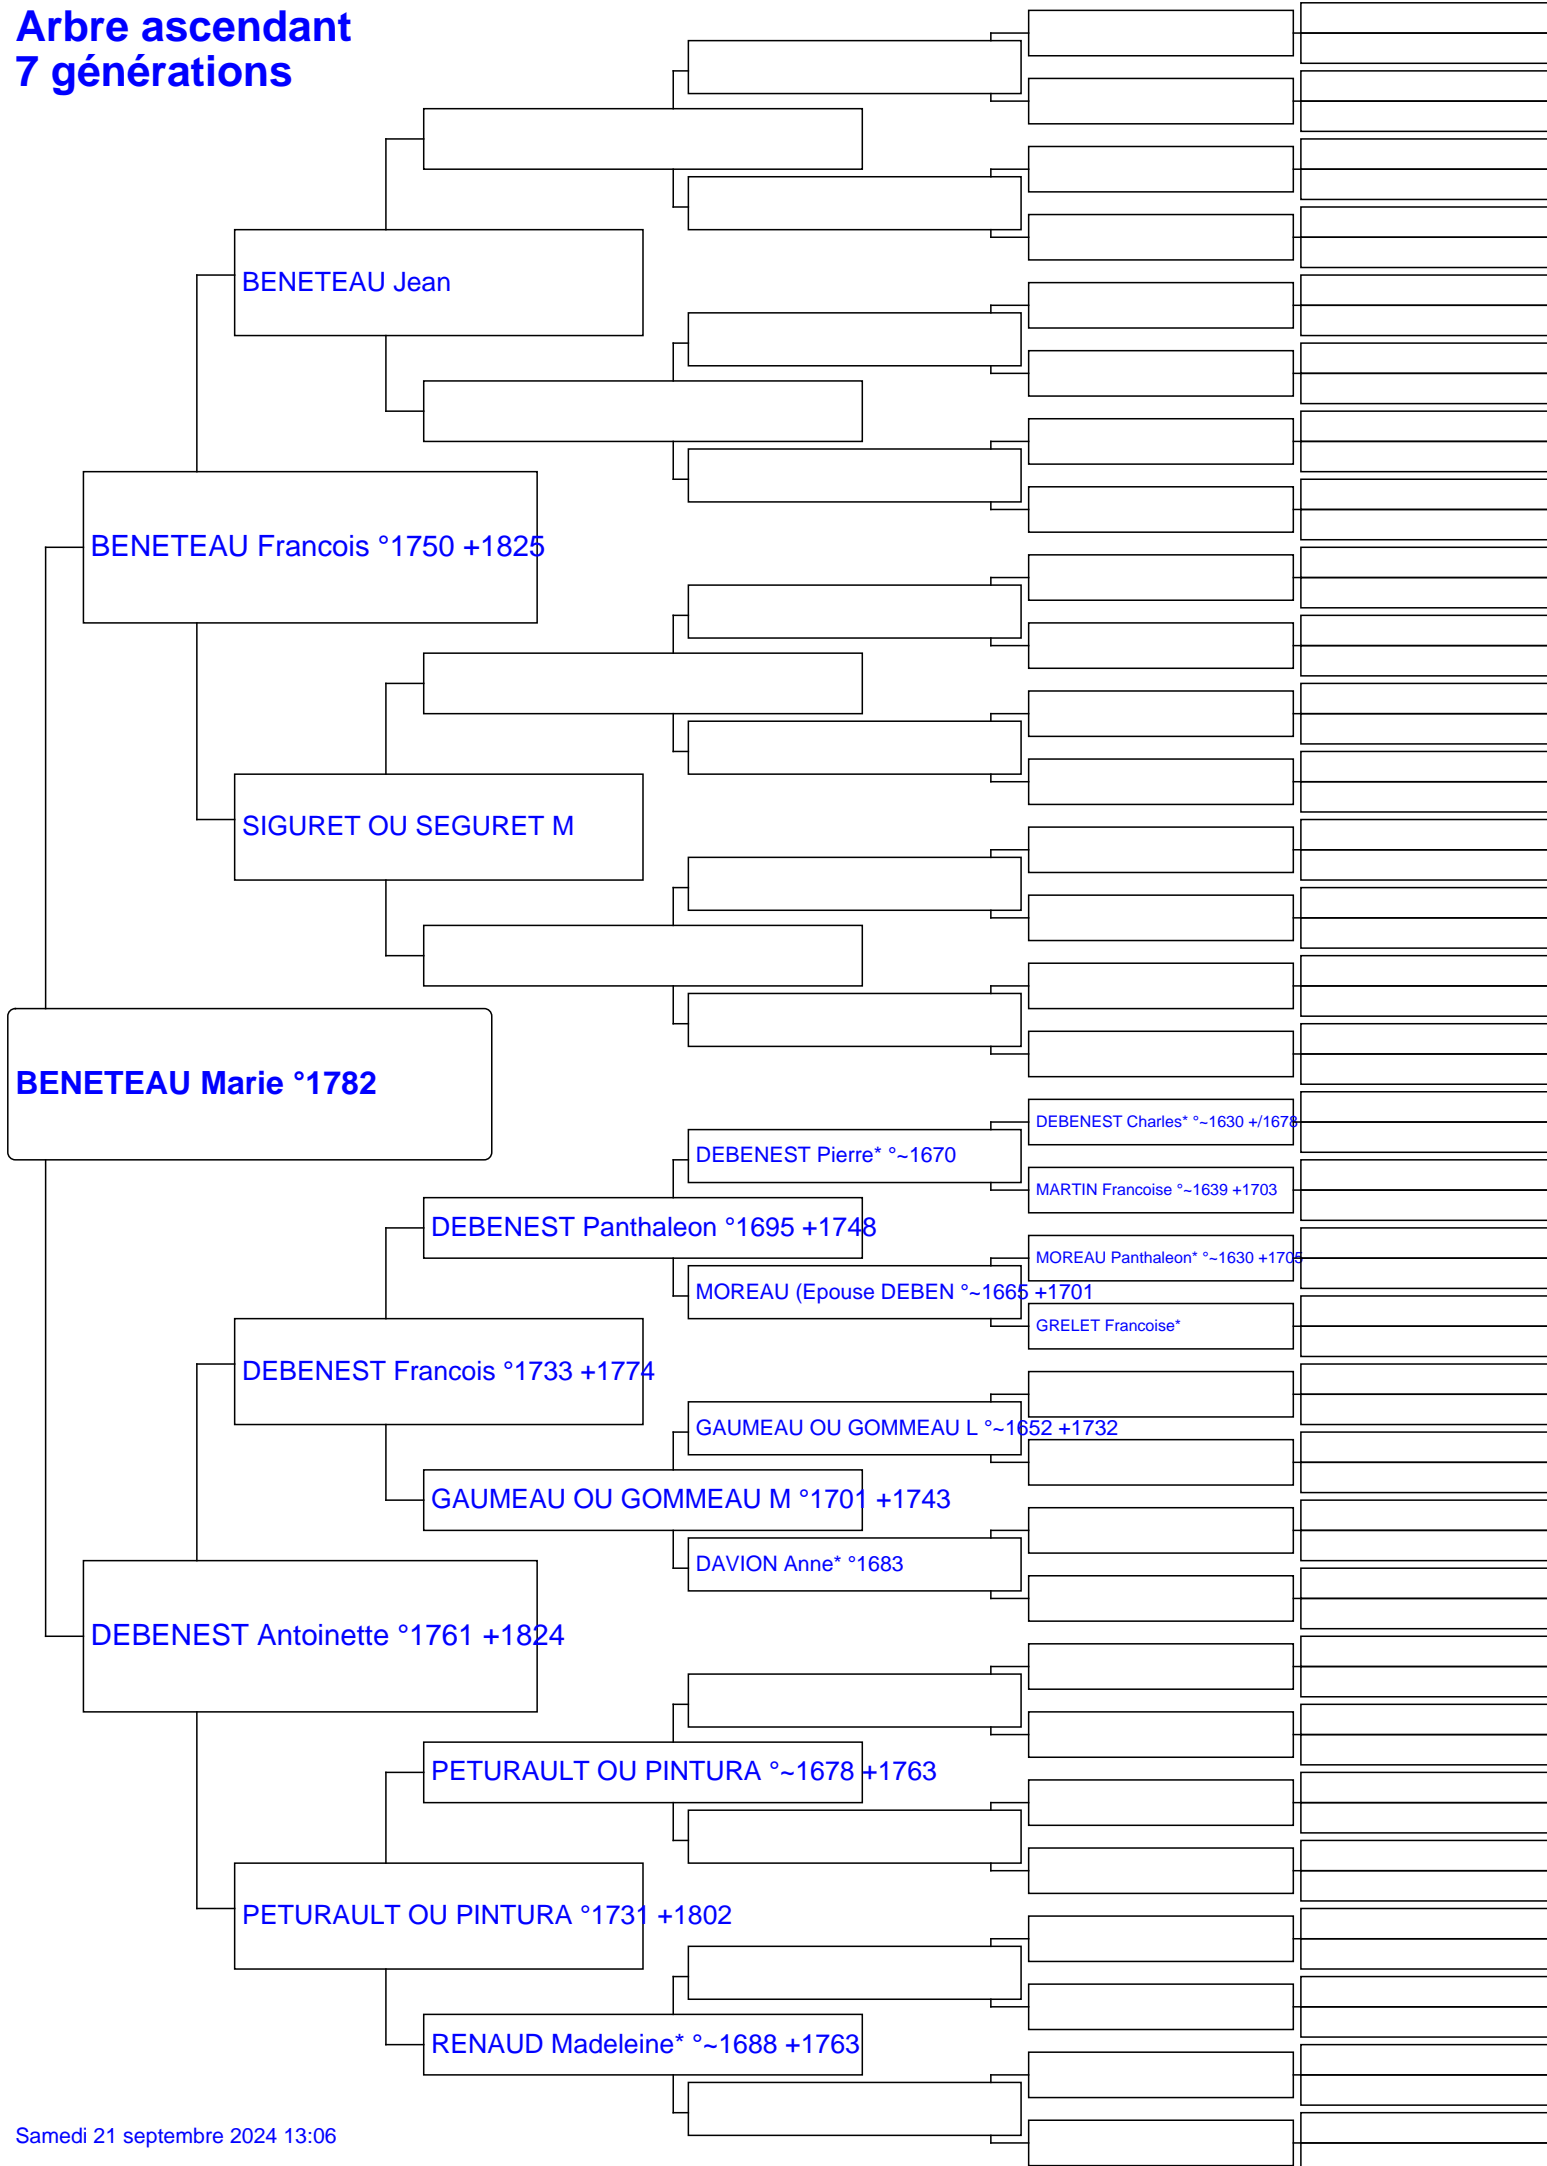 Arbre ascendant
7 générations
BENETEAU Jean
BENETEAU Francois °1750 +1825
SIGURET OU SEGURET M
BENETEAU Marie °1782
DEBENEST Charles* °~1630 +/1678
DEBENEST Pierre* °~1670
MARTIN Francoise °~1639 +1703
DEBENEST Panthaleon °1695 +1748
MOREAU Panthaleon* °~1630 +1705
MOREAU (Epouse DEBEN °~1665 +1701
GRELET Francoise*
DEBENEST Francois °1733 +1774
GAUMEAU OU GOMMEAU L °~1652 +1732
GAUMEAU OU GOMMEAU M °1701 +1743
DAVION Anne* °1683
DEBENEST Antoinette °1761 +1824
PETURAULT OU PINTURA °~1678 +1763
PETURAULT OU PINTURA °1731 +1802
RENAUD Madeleine* °~1688 +1763
Samedi 21 septembre 2024 13:06